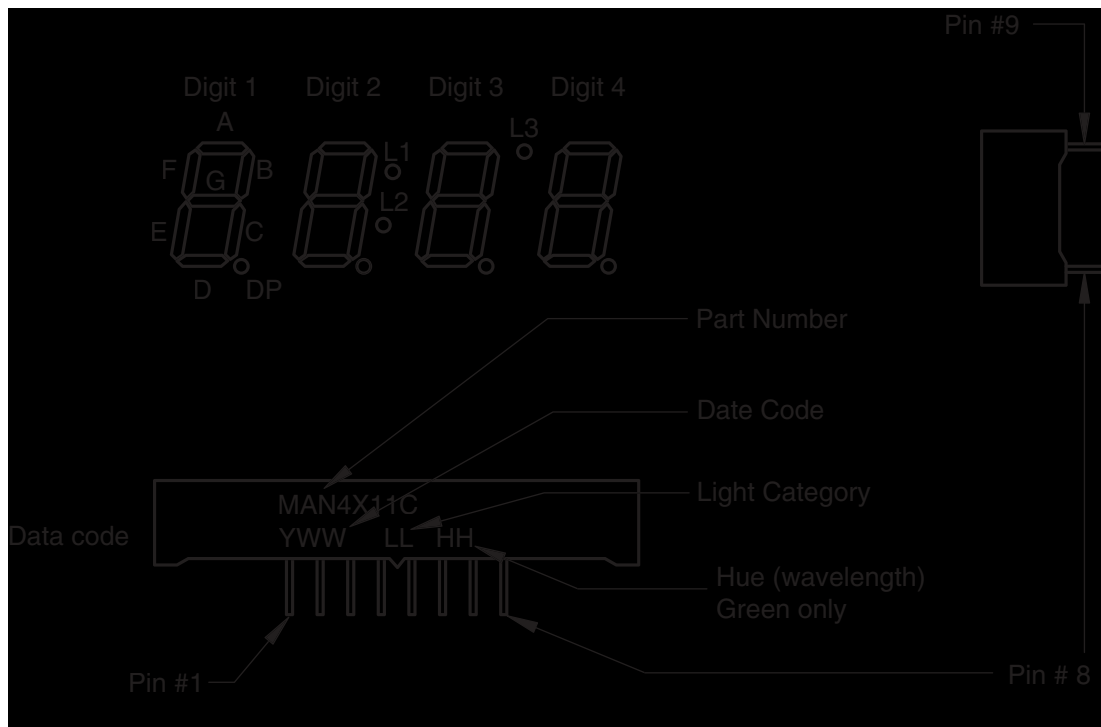 Pin #9
Digit 1 Digit 2 Digit 3 Digit 4
A
L3
F B L1
G
L2
E C
D DP
Part Number
Date Code
MAN4X11C
Light Category
Data code YWW LL HH
Hue (wavelength)
Green only
Pin #1
Pin # 8